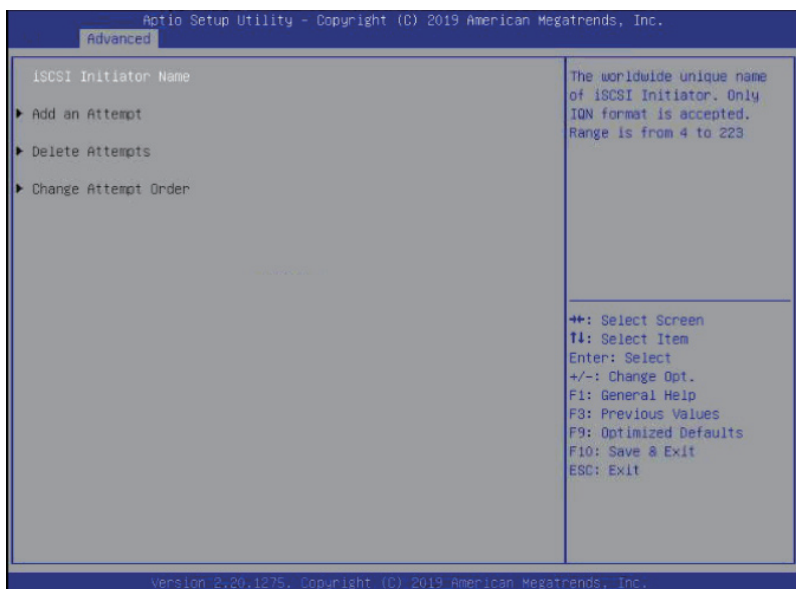 Aptio Setup Utility - Copyright (C) 2019 American Megatrends, Inc.
Advanced
iSCSI Initiator Name
Add an Attempt
Delete Attempts
Change Attempt Order
The worldwide unique name
of iSCSI Initiator. Only
IQN format is accepted.
Range is from 4 to 223
→←: Select Screen
↑↓: Select Item
Enter: Select
+/-: Change Opt.
F1: General Help
F3: Previous Values
F9: Optimized Defaults
F10: Save & Exit
ESC: Exit
Version 2.20.1275. Copyright (C) 2019 American Megatrends, Inc.